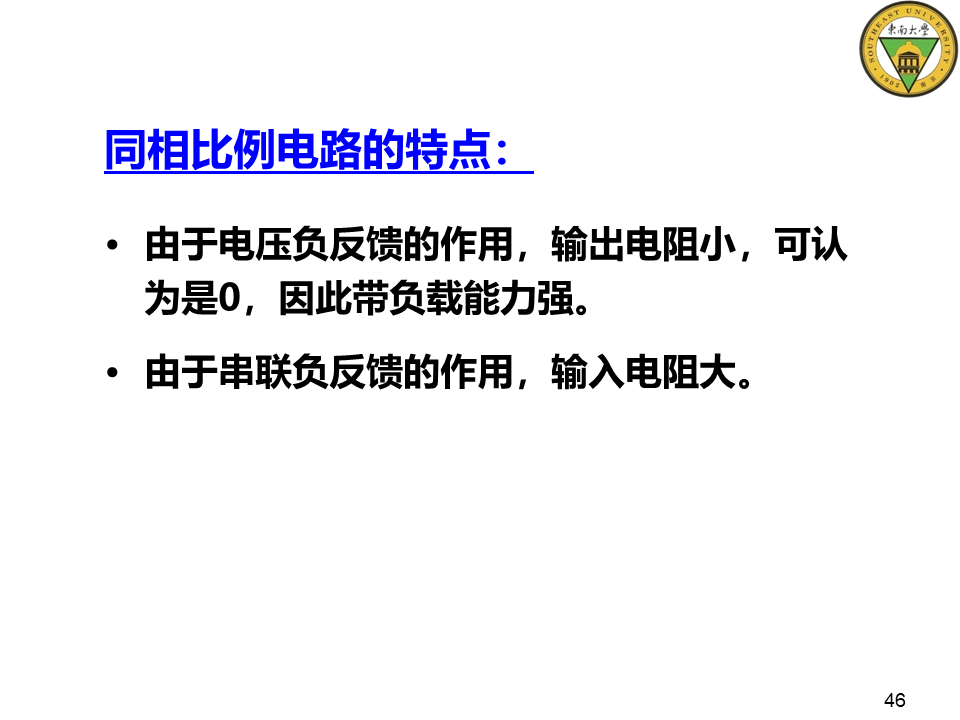 SOUTHEAST UNIVERSITY
東南大學
1902
南京
同相比例电路的特点：
• 由于电压负反馈的作用，输出电阻小，可认
为是0，因此带负载能力强。
• 由于串联负反馈的作用，输入电阻大。
46